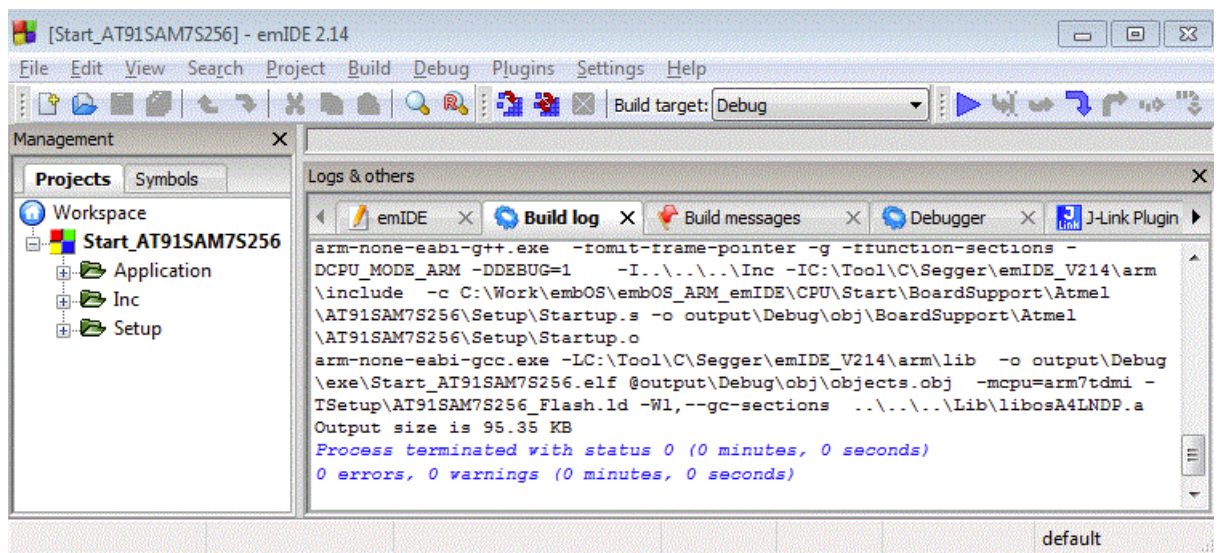 [Start_AT91SAM7S256] - emIDE 2.14
File Edit View Search Project Build Debug Plugins Settings Help
Build target: Debug
Management
Projects Symbols
Workspace
Start_AT91SAM7S256
Application
Inc
Setup
Logs & others
emIDE Build log Build messages Debugger J-Link Plugin
arm-none-eabi-g++.exe -fomit-frame-pointer -g -ffunction-sections -
DCPU_MODE_ARM -DDEBUG=1 -I..\..\..\Inc -IC:\Tool\C\Segger\emIDE_V214\arm
\include -c C:\Work\embOS\embOS_ARM_emIDE\CPU\Start\BoardSupport\Atmel
\AT91SAM7S256\Setup\Startup.s -o output\Debug\obj\BoardSupport\Atmel
\AT91SAM7S256\Setup\Startup.o
arm-none-eabi-gcc.exe -LC:\Tool\C\Segger\emIDE_V214\arm\lib -o output\Debug
\exe\Start_AT91SAM7S256.elf @output\Debug\obj\objects.obj -mcpu=arm7tdmi -
TSetup\AT91SAM7S256_Flash.ld -Wl,--gc-sections ..\..\..\Lib\libosA4LNDP.a
Output size is 95.35 KB
Process terminated with status 0 (0 minutes, 0 seconds)
0 errors, 0 warnings (0 minutes, 0 seconds)
default